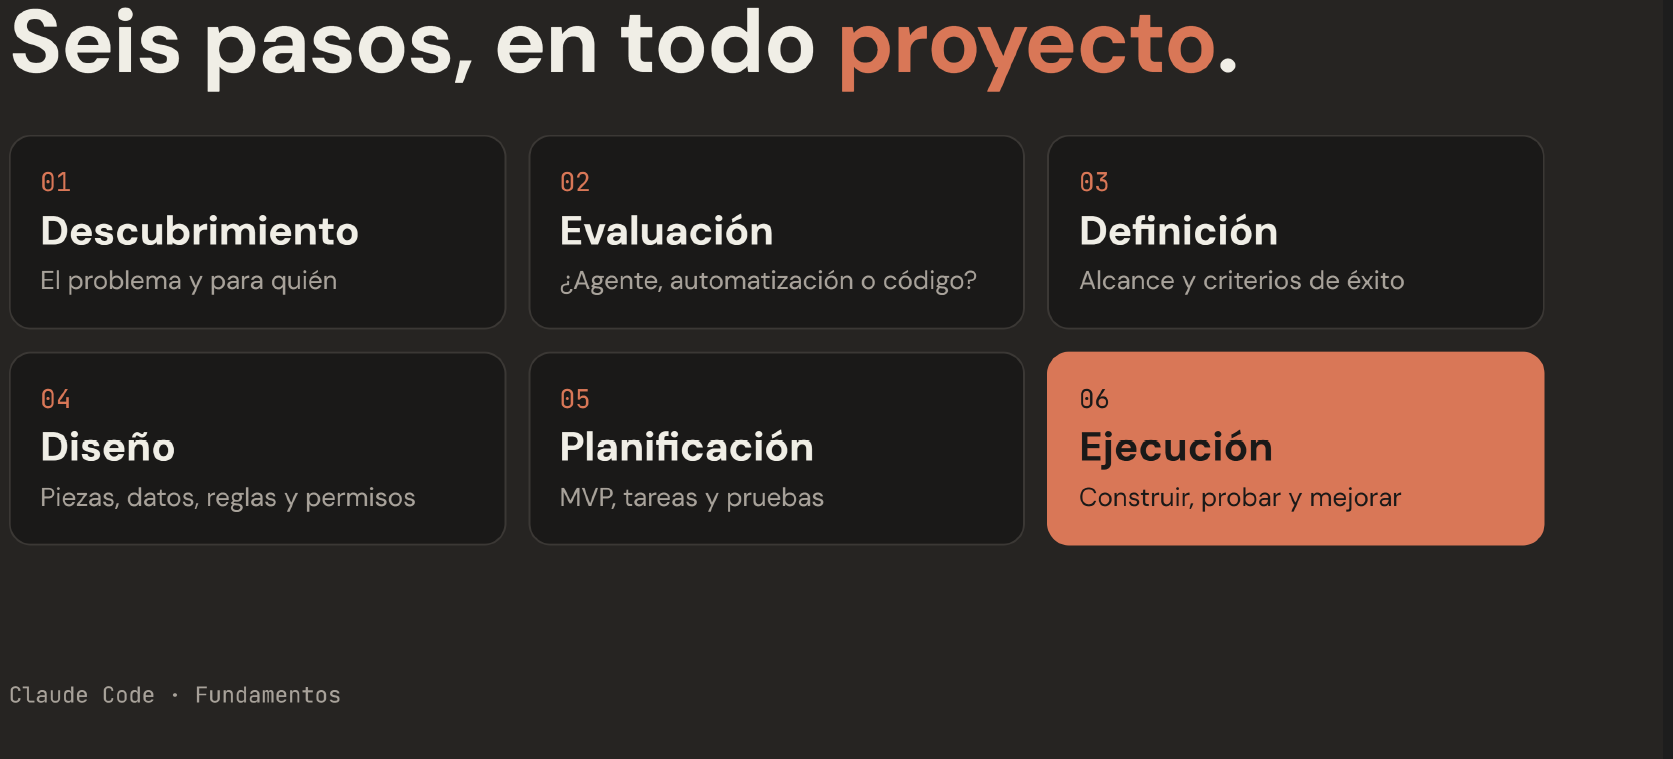 Seis pasos, en todo proyecto.
01
Descubrimiento
El problema y para quién
02
Evaluación
¿Agente, automatización o código?
03
Definición
Alcance y criterios de éxito
04
Diseño
Piezas, datos, reglas y permisos
05
Planificación
MVP, tareas y pruebas
06
Ejecución
Construir, probar y mejorar
Claude Code · Fundamentos